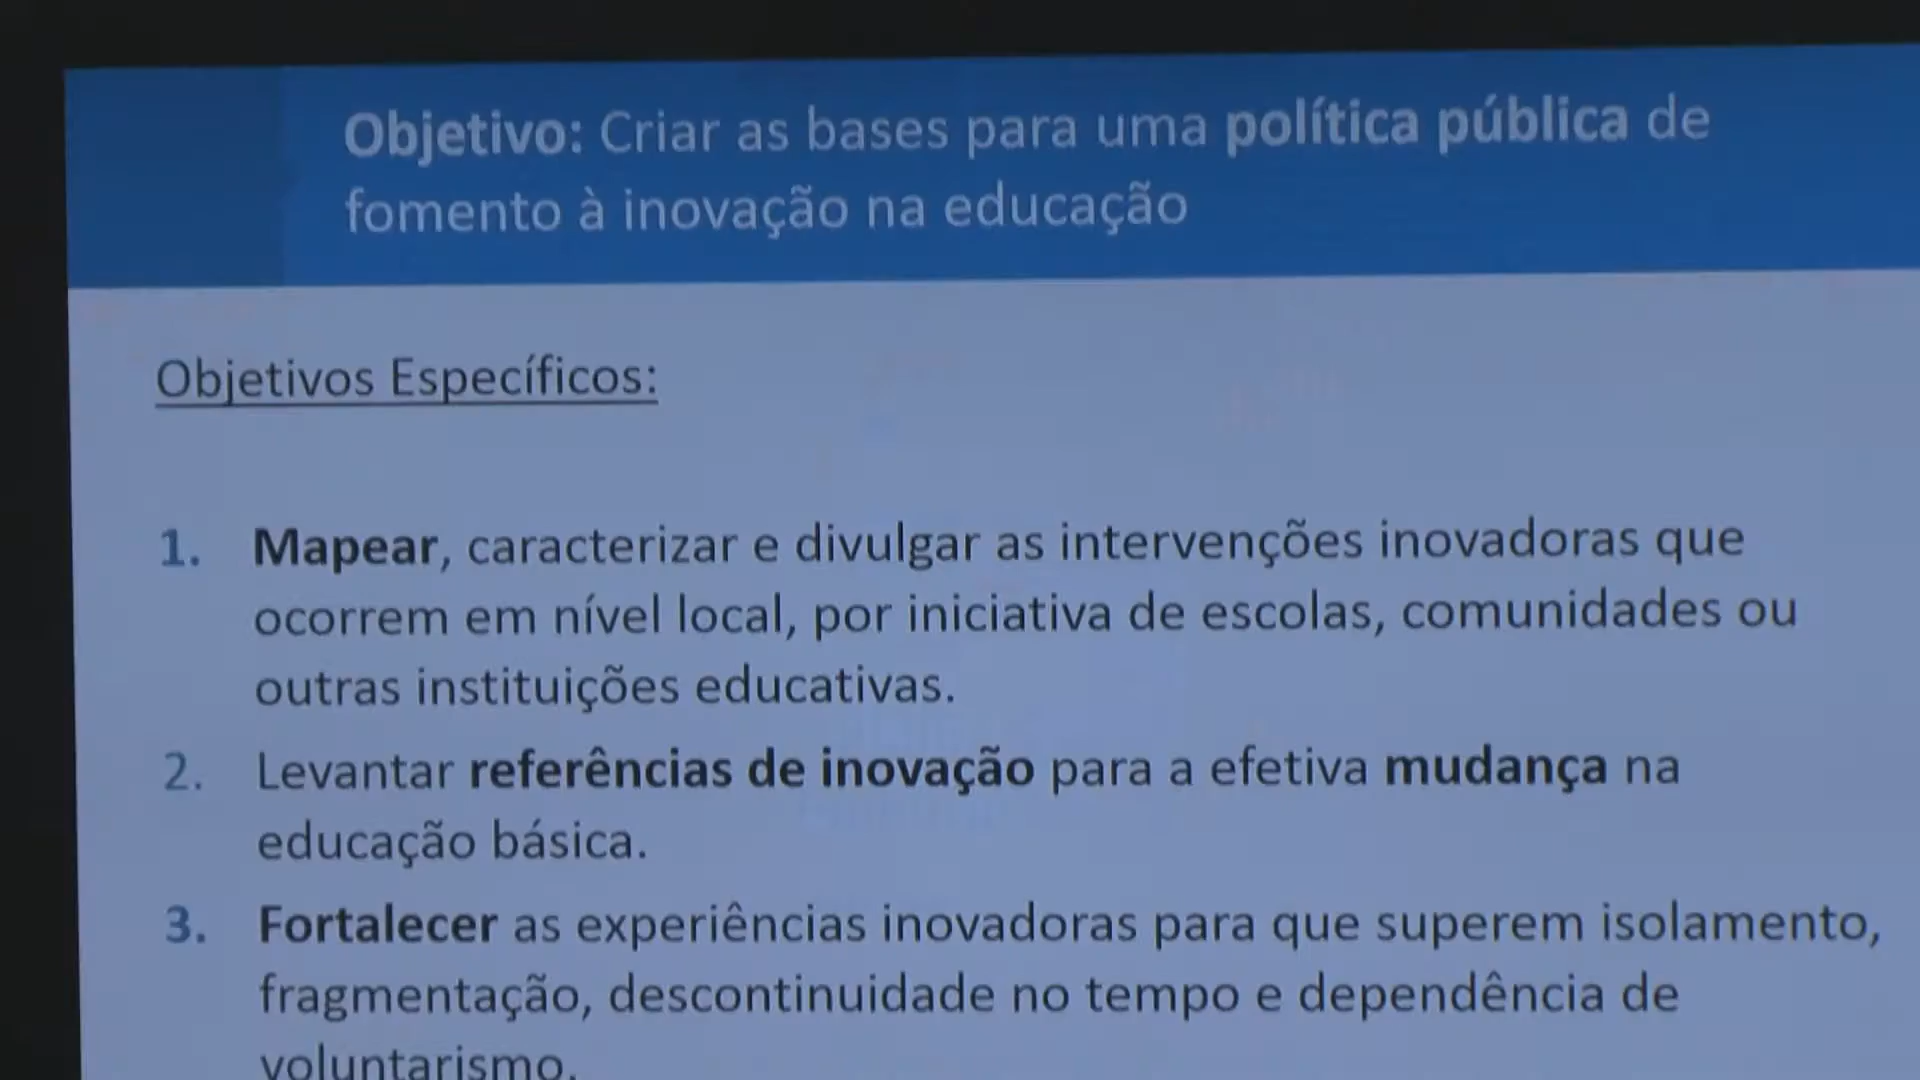 Objetivo: Criar as bases para uma política pública de
fomento à inovação na educação
Objetivos Específicos:
1. Mapear, caracterizar e divulgar as intervenções inovadoras que
ocorrem em nível local, por iniciativa de escolas, comunidades ou
outras instituições educativas.
2. Levantar referências de inovação para a efetiva mudança na
educação básica.
3. Fortalecer as experiências inovadoras para que superem isolamento,
fragmentação, descontinuidade no tempo e dependência de
voluntarismo.